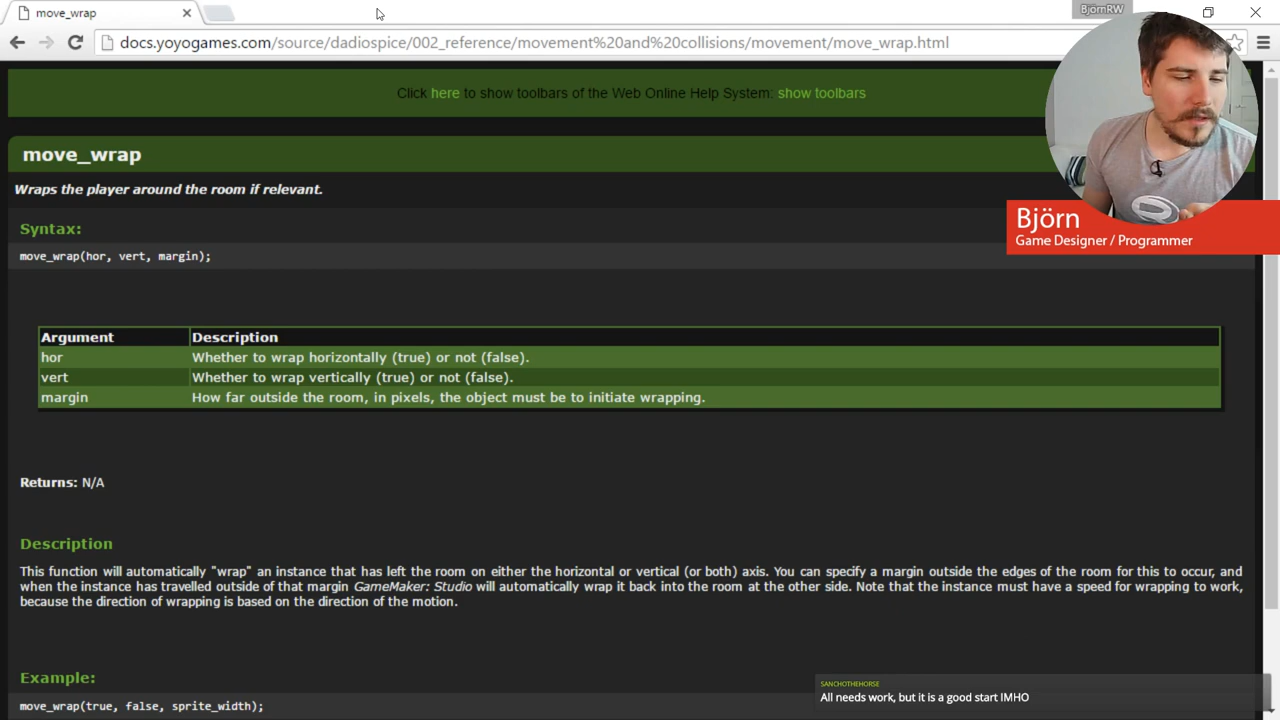 move_wrap
BjörnRW
docs.yoyogames.com/source/dadiospice/002_reference/movement%20and%20collisions/movement/move_wrap.html
Click here to show toolbars of the Web Online Help System: show toolbars
move_wrap
Wraps the player around the room if relevant.
Björn
Game Designer / Programmer
Syntax:
move_wrap(hor, vert, margin);
Argument Description
hor Whether to wrap horizontally (true) or not (false).
vert Whether to wrap vertically (true) or not (false).
margin How far outside the room, in pixels, the object must be to initiate wrapping.
Returns: N/A
Description
This function will automatically "wrap" an instance that has left the room on either the horizontal or vertical (or both) axis. You can specify a margin outside the edges of the room for this to occur, and
when the instance has travelled outside of that margin GameMaker: Studio will automatically wrap it back into the room at the other side. Note that the instance must have a speed for wrapping to work,
because the direction of wrapping is based on the direction of the motion.
Example:
move_wrap(true, false, sprite_width);
SANCHOTHEHORSE
All needs work, but it is a good start IMHO